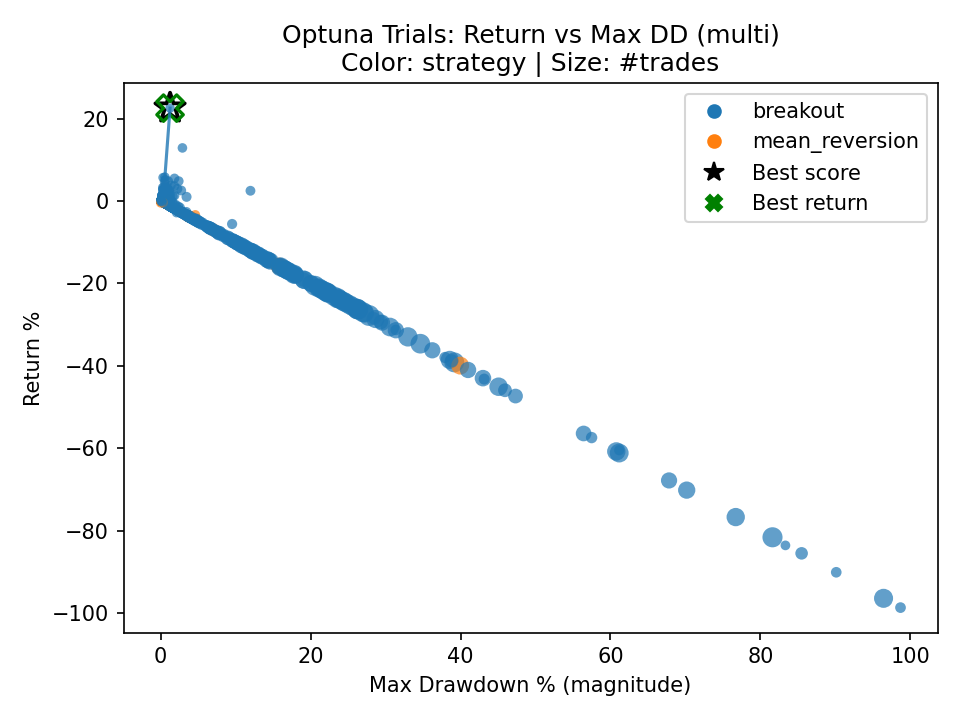 Optuna Trials: Return vs Max DD (multi)
Color: strategy | Size: #trades
breakout
mean_reversion
Best score
Best return
Return %
20
0
−20
−40
−60
−80
−100
0
20
40
60
80
100
Max Drawdown % (magnitude)